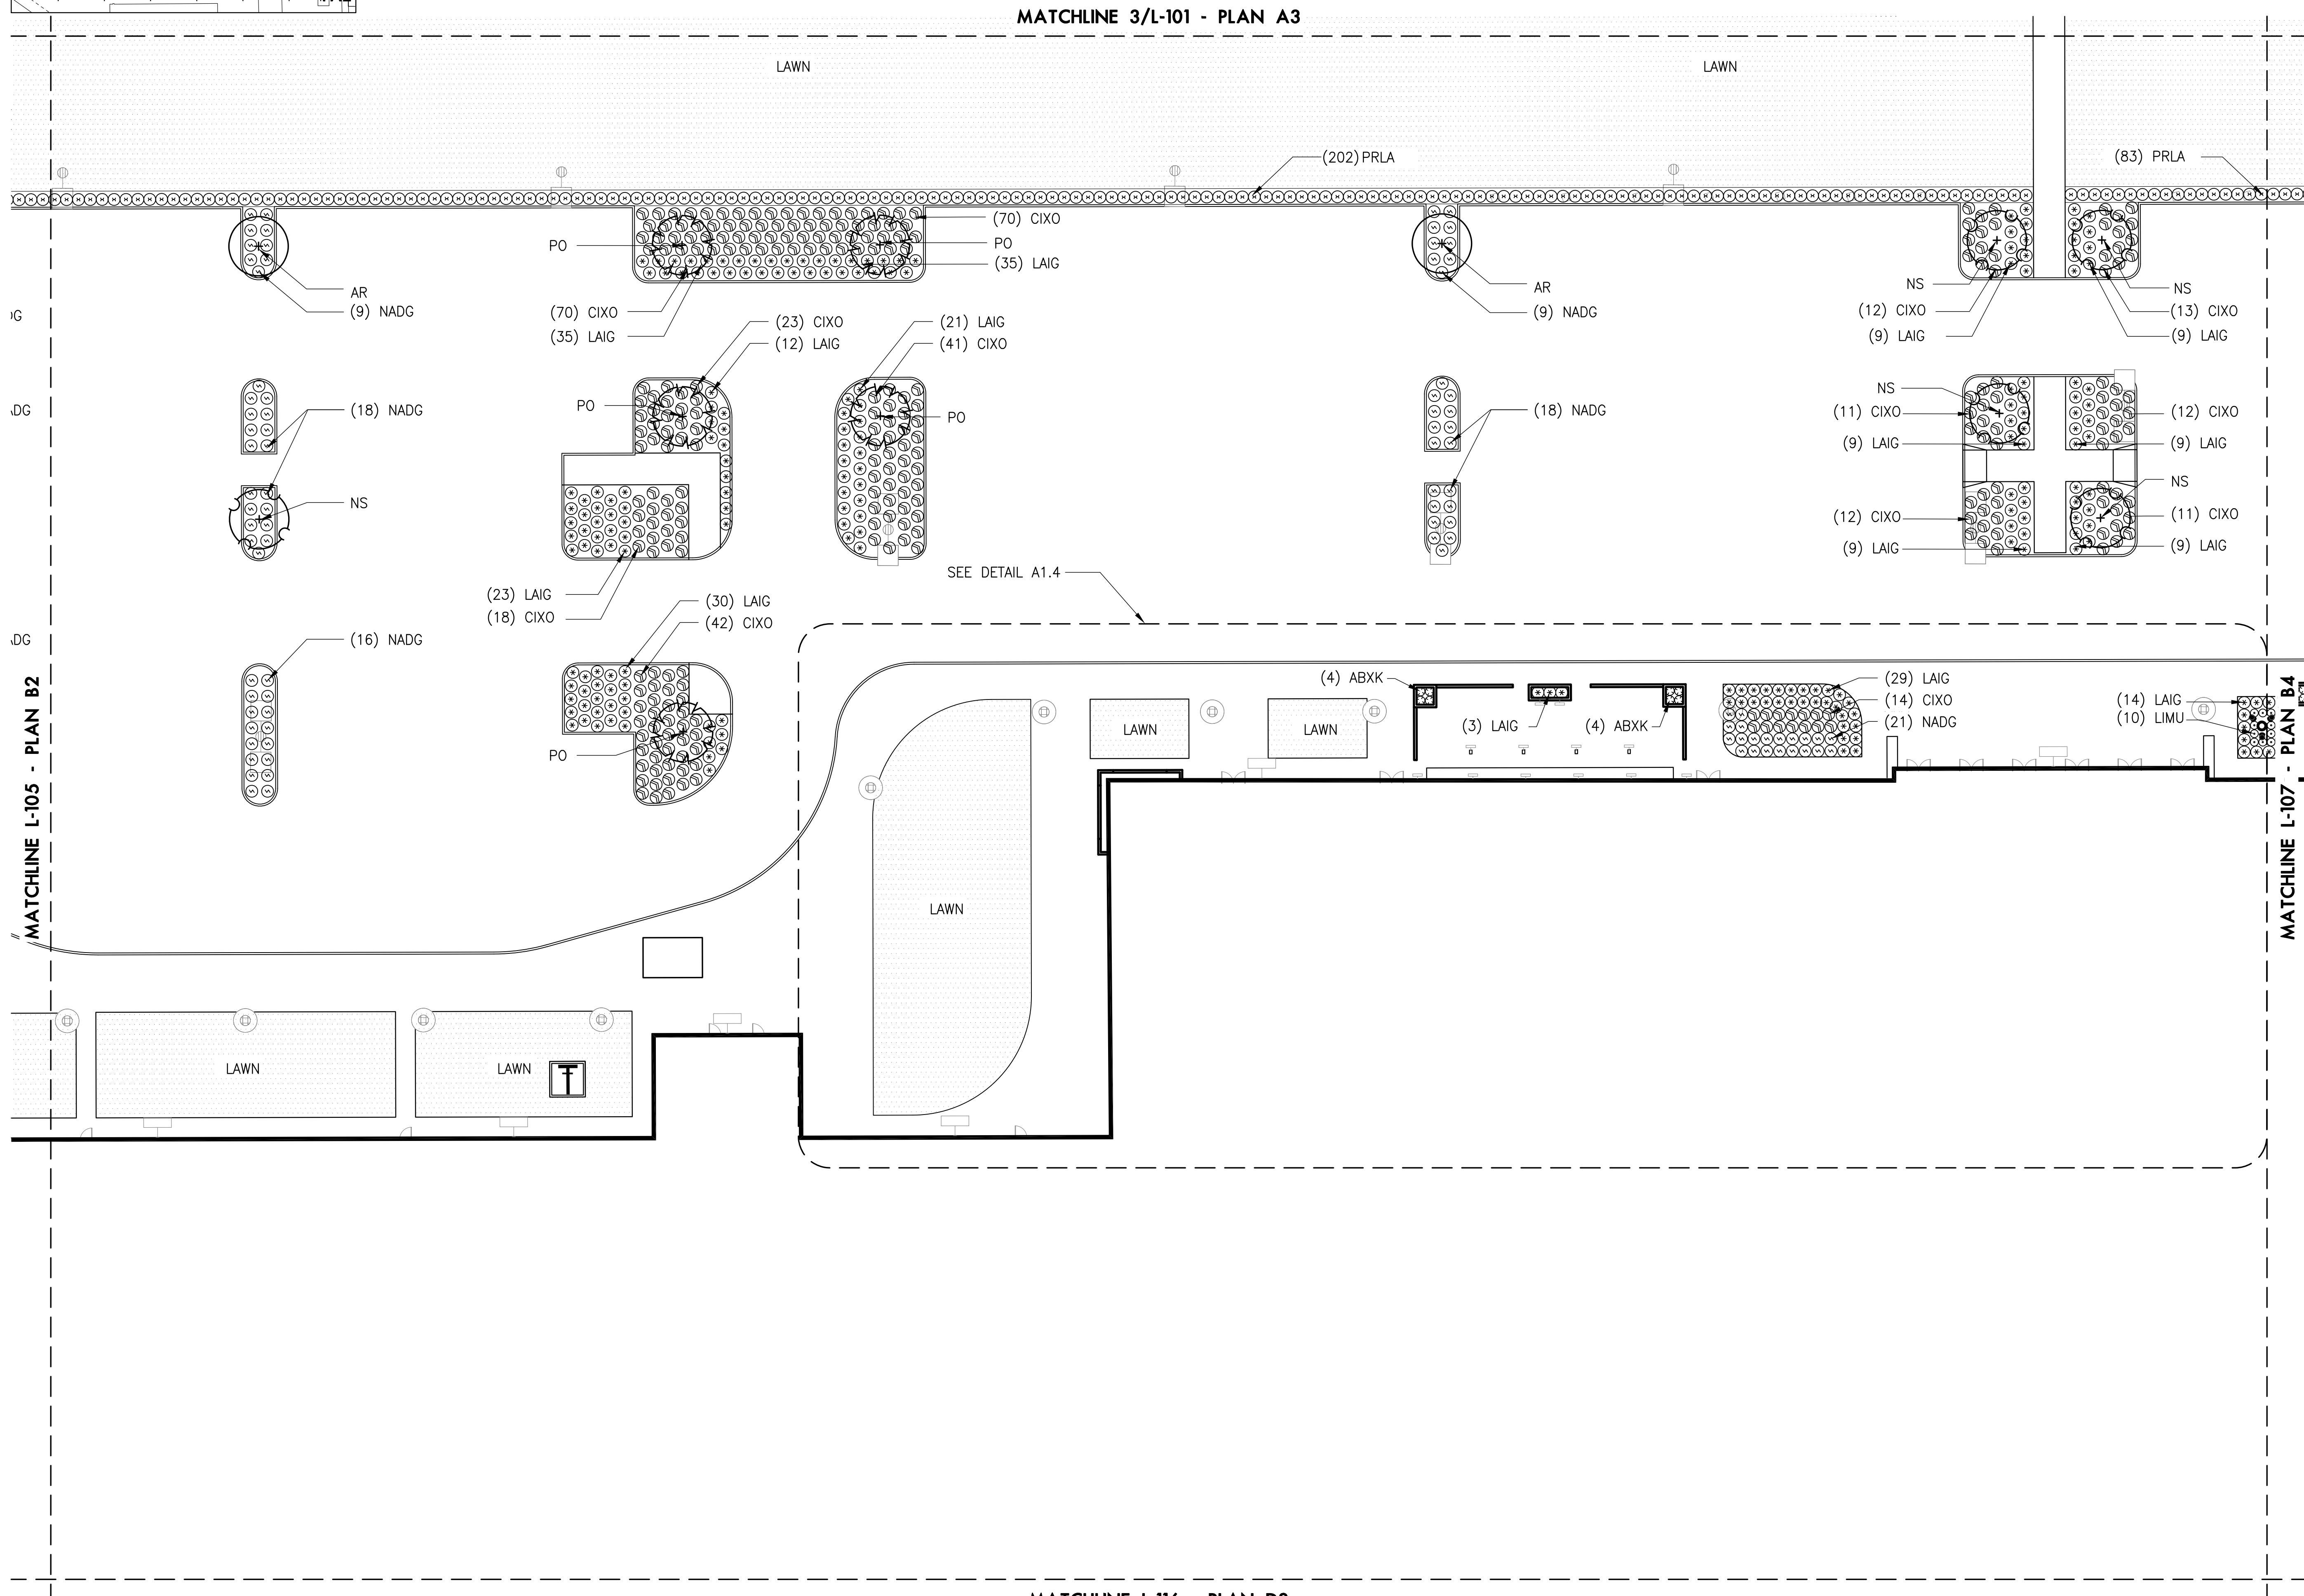 MATCHLINE 3/L-101 - PLAN A3
LAWN
LAWN
(202) PRLA
(83) PRLA
(70) CIXO
PO
PO
(35) LAIG
AR
(9) NADG
(70) CIXO
(35) LAIG
AR
(9) NADG
NS
(12) CIXO
(9) LAIG
NS
(13) CIXO
(9) LAIG
(23) CIXO
(12) LAIG
(21) LAIG
(41) CIXO
PO
PO
(18) NADG
NS
(18) NADG
NS
(11) CIXO
(9) LAIG
(12) CIXO
(9) LAIG
NS
(12) CIXO
(9) LAIG
(11) CIXO
(9) LAIG
SEE DETAIL A1.4
(23) LAIG
(18) CIXO
(30) LAIG
(42) CIXO
(16) NADG
PO
MATCHLINE L-105 - PLAN B2
(4) ABXK
LAWN
LAWN
(3) LAIG
(4) ABXK
(29) LAIG
(14) CIXO
(21) NADG
(14) LAIG
(10) LIMU
MATCHLINE L-107 - PLAN B4
LAWN
LAWN
LAWN